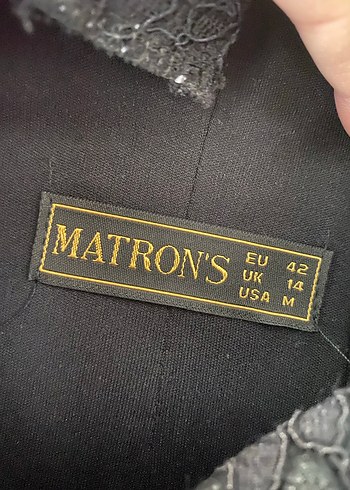 MATRON'S
EU 42
UK 14
USA M